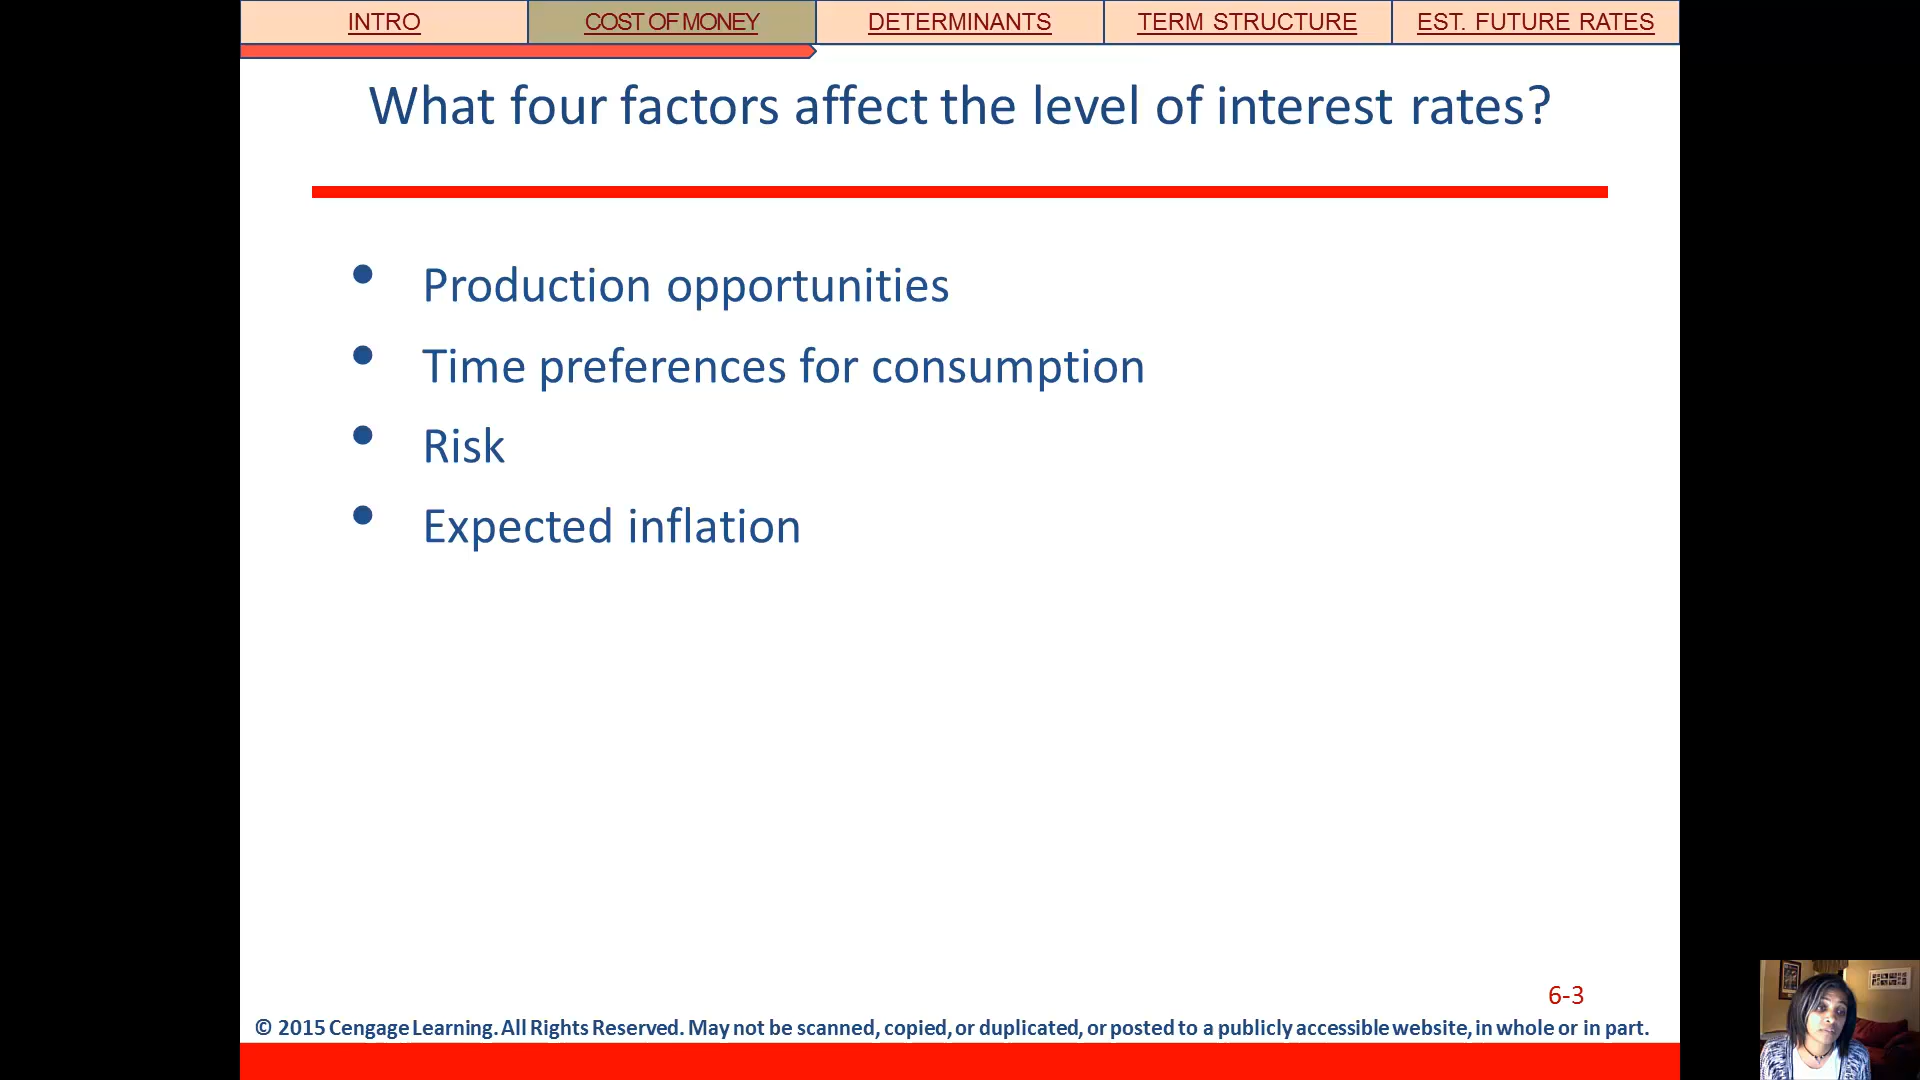 INTRO
COST OF MONEY
DETERMINANTS
TERM STRUCTURE
EST. FUTURE RATES
What four factors affect the level of interest rates?
• Production opportunities
• Time preferences for consumption
• Risk
• Expected inflation
6-3
© 2015 Cengage Learning. All Rights Reserved. May not be scanned, copied, or duplicated, or posted to a publicly accessible website, in whole or in part.